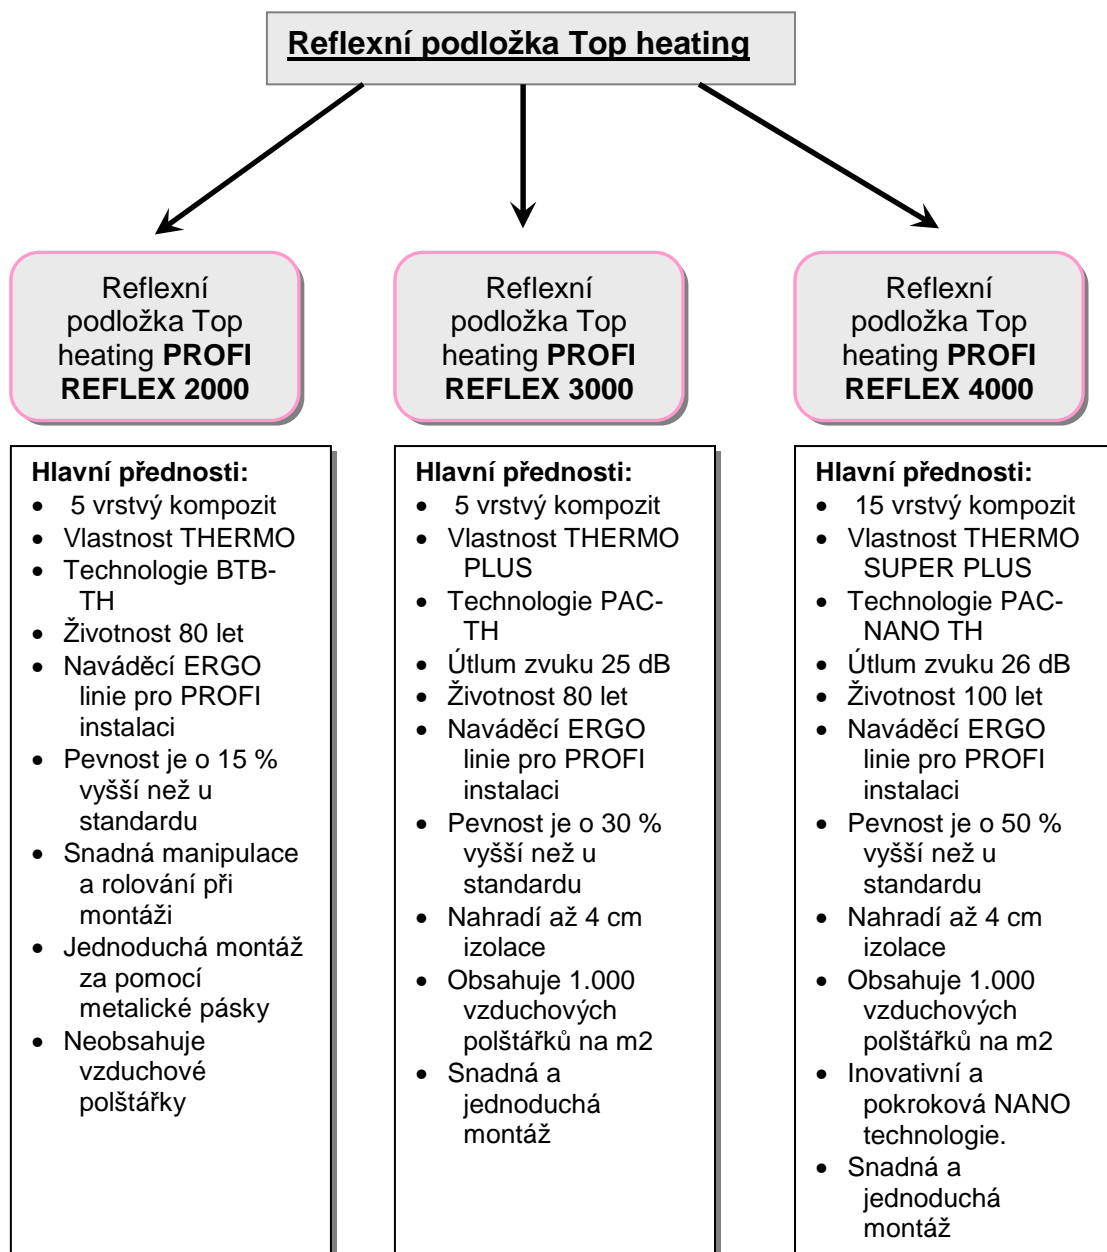 Reflexní podložka Top heating
Reflexní
podložka Top
heating PROFI
REFLEX 2000
Reflexní
podložka Top
heating PROFI
REFLEX 3000
Reflexní
podložka Top
heating PROFI
REFLEX 4000
Hlavní přednosti:
• 5 vrstvý kompozit
• Vlastnost THERMO
• Technologie BTB-
TH
• Životnost 80 let
• Naváděcí ERGO
linie pro PROFI
instalaci
• Pevnost je o 15 %
vyšší než u
standardu
• Snadná manipulace
a rolování při
montáži
• Jednoduchá montáž
za pomocí
metalické pásky
• Neobsahuje
vzduchové
polštářky
Hlavní přednosti:
• 5 vrstvý kompozit
• Vlastnost THERMO
PLUS
• Technologie PAC-
TH
• Útlum zvuku 25 dB
• Životnost 80 let
• Naváděcí ERGO
linie pro PROFI
instalaci
• Pevnost je o 30 %
vyšší než u
standardu
• Nahradí až 4 cm
izolace
• Obsahuje 1.000
vzduchových
polštářků na m2
• Snadná a
jednoduchá
montáž
Hlavní přednosti:
• 15 vrstvý kompozit
• Vlastnost THERMO
SUPER PLUS
• Technologie PAC-
NANO TH
• Útlum zvuku 26 dB
• Životnost 100 let
• Naváděcí ERGO
linie pro PROFI
instalaci
• Pevnost je o 50 %
vyšší než u
standardu
• Nahradí až 4 cm
izolace
• Obsahuje 1.000
vzduchových
polštářků na m2
• Inovativní a
pokroková NANO
technologie.
• Snadná a
jednoduchá
montáž